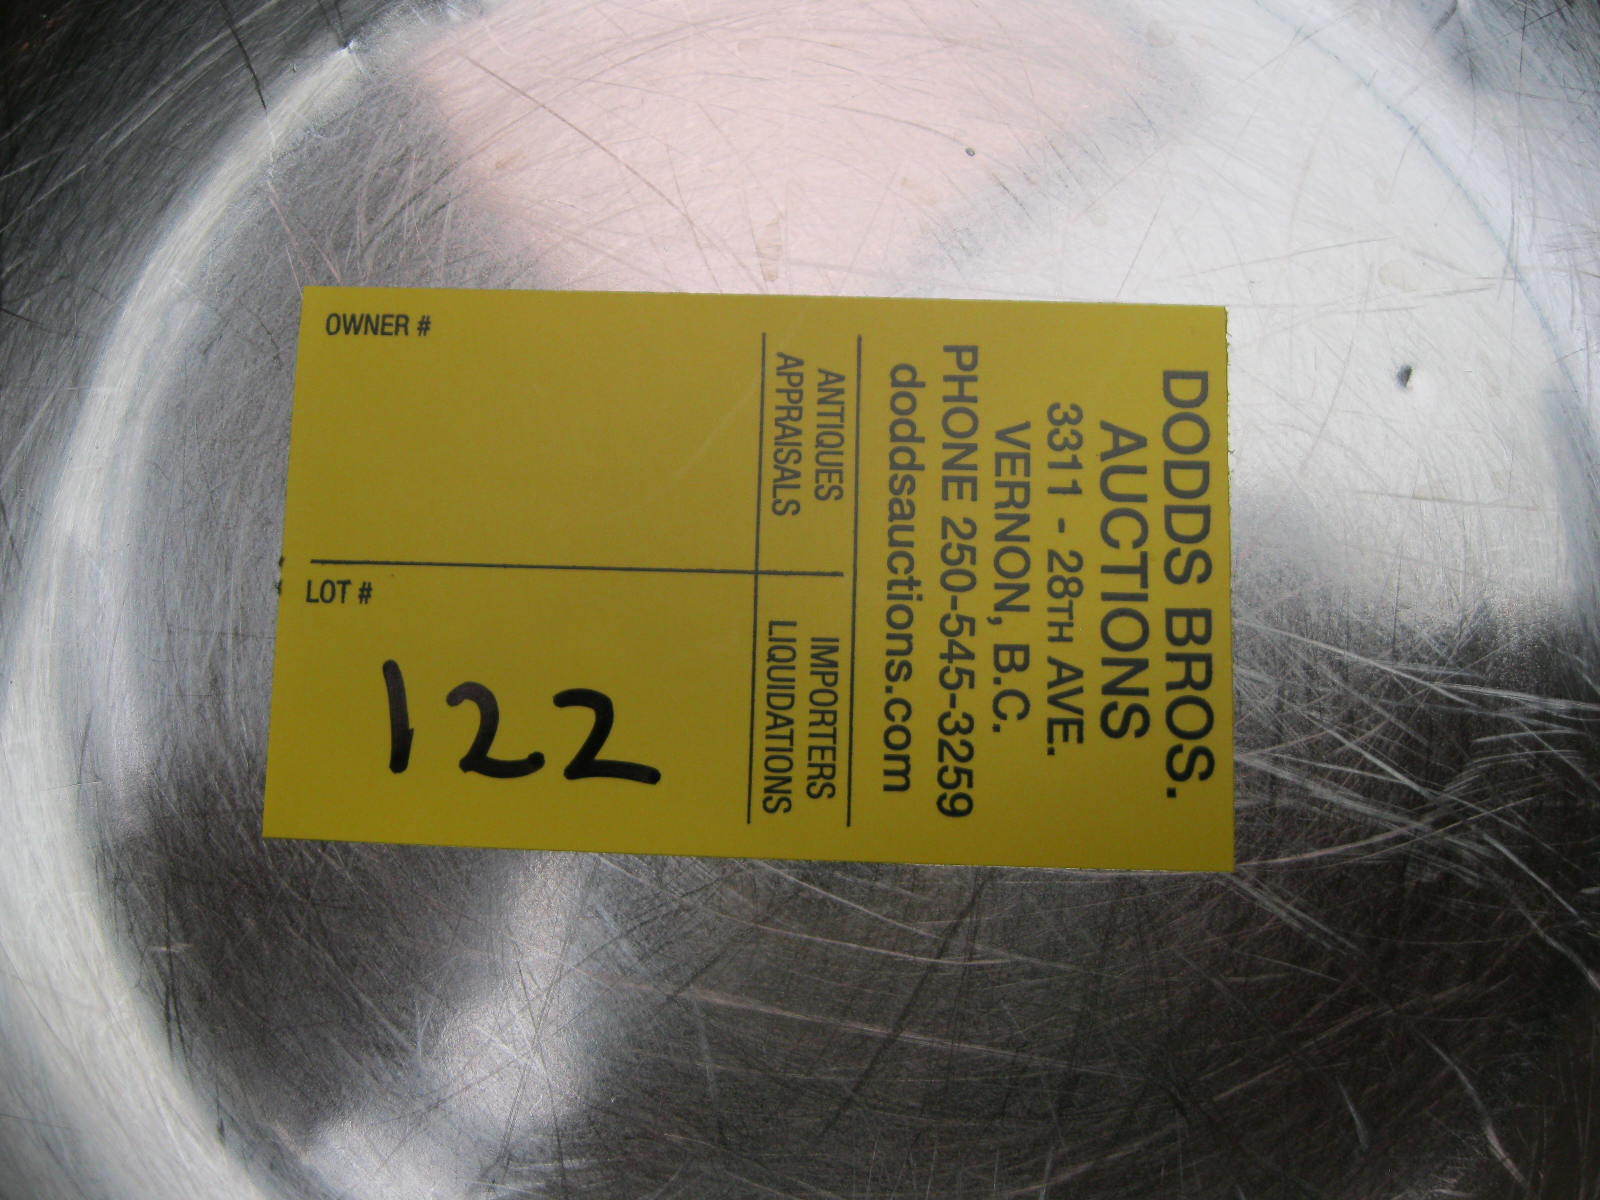 DODDS BROS.
AUCTIONS
3311 - 28TH AVE.
VERNON, B.C.
PHONE 250-545-3259
doddsauctions.com
ANTIQUES
APPRAISALS
IMPORTERS
LIQUIDATIONS
OWNER #
LOT #
122